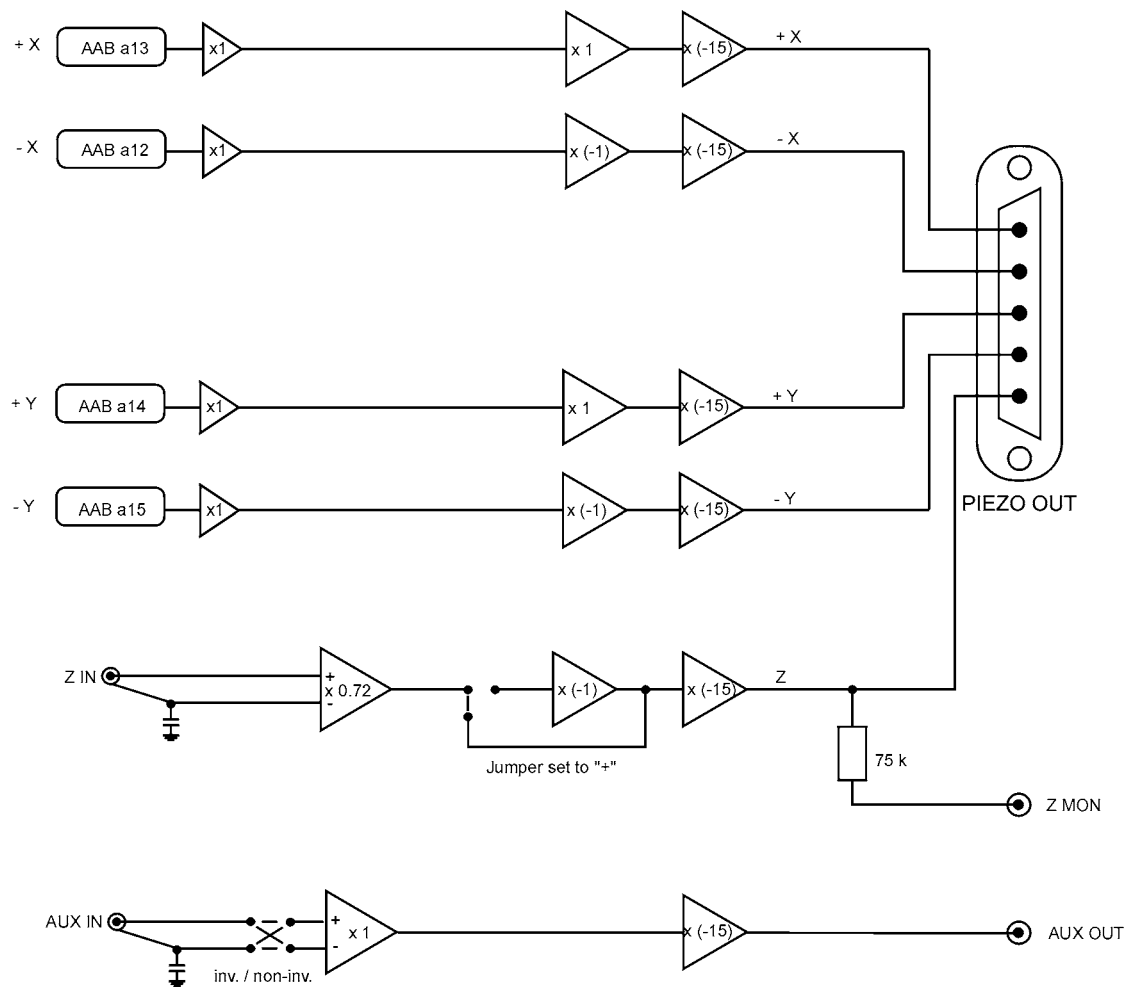 + X AAB a13 x1 x 1 x (-15) + X
- X AAB a12 x1 x (-1) x (-15) - X
+ Y AAB a14 x1 x 1 x (-15) + Y
- Y AAB a15 x1 x (-1) x (-15) - Y
PIEZO OUT
Z IN + x 0.72 - x (-1) x (-15) Z
Jumper set to "+"
75 k
Z MON
AUX IN + x 1 - x (-15) AUX OUT
inv. / non-inv.